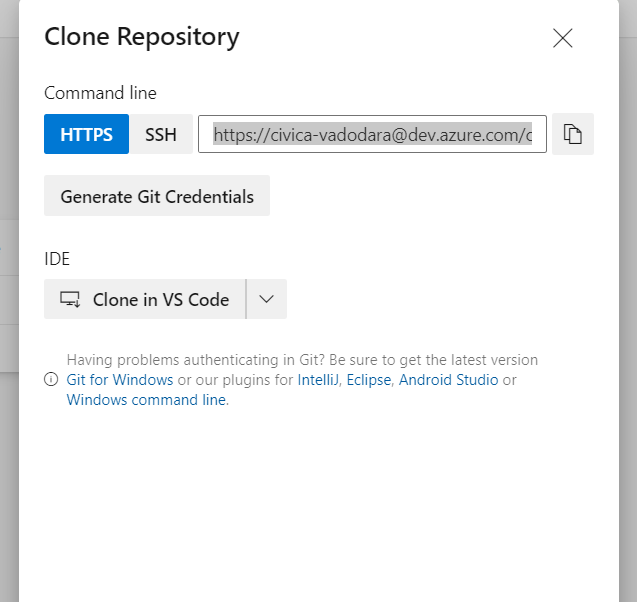 Clone Repository
Command line
HTTPS
SSH
https://civica-vadodara@dev.azure.com/c
Generate Git Credentials
IDE
Clone in VS Code
Having problems authenticating in Git? Be sure to get the latest version
Git for Windows or our plugins for IntelliJ, Eclipse, Android Studio or
Windows command line.